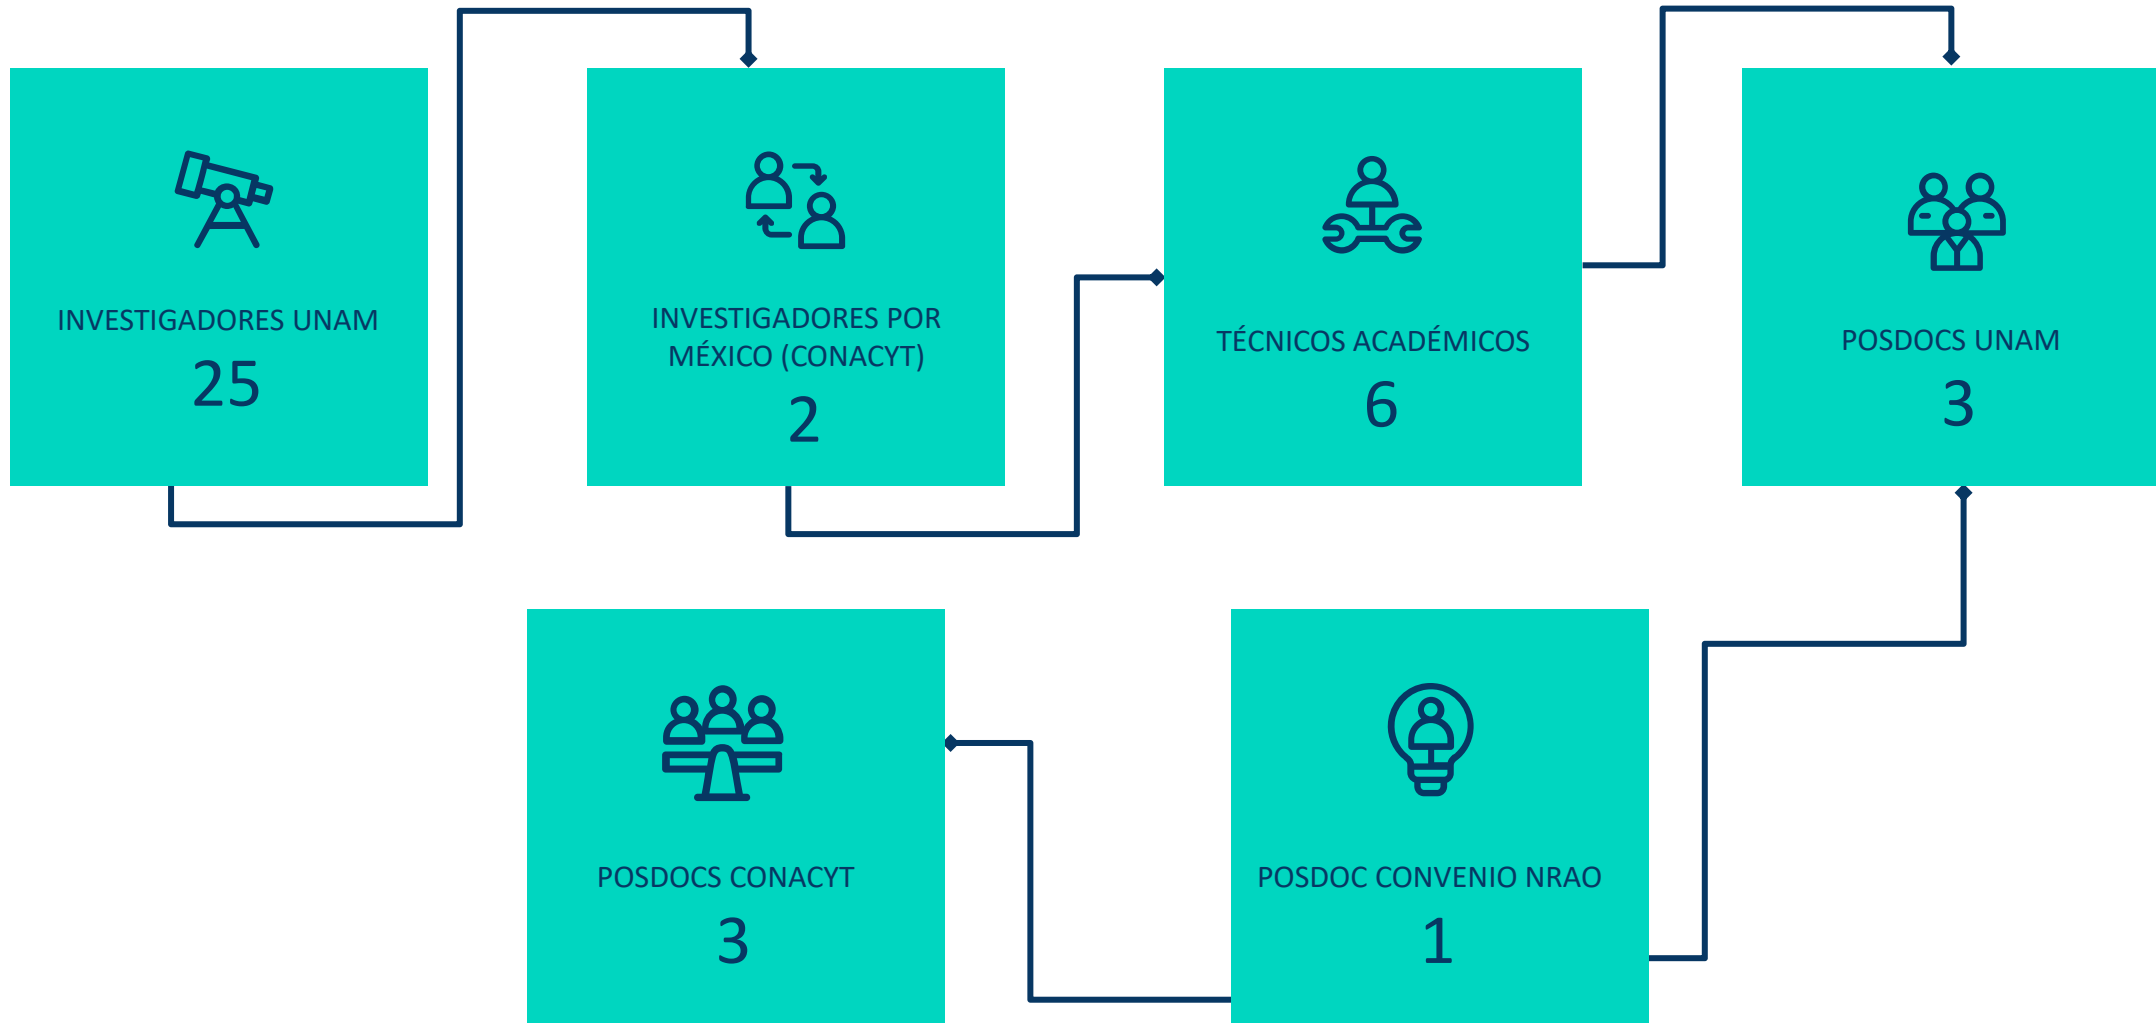 INVESTIGADORES UNAM
25
INVESTIGADORES POR
MÉXICO (CONACYT)
2
TÉCNICOS ACADÉMICOS
6
POSDOCS UNAM
3
POSDOCS CONACYT
3
POSDOC CONVENIO NRAO
1